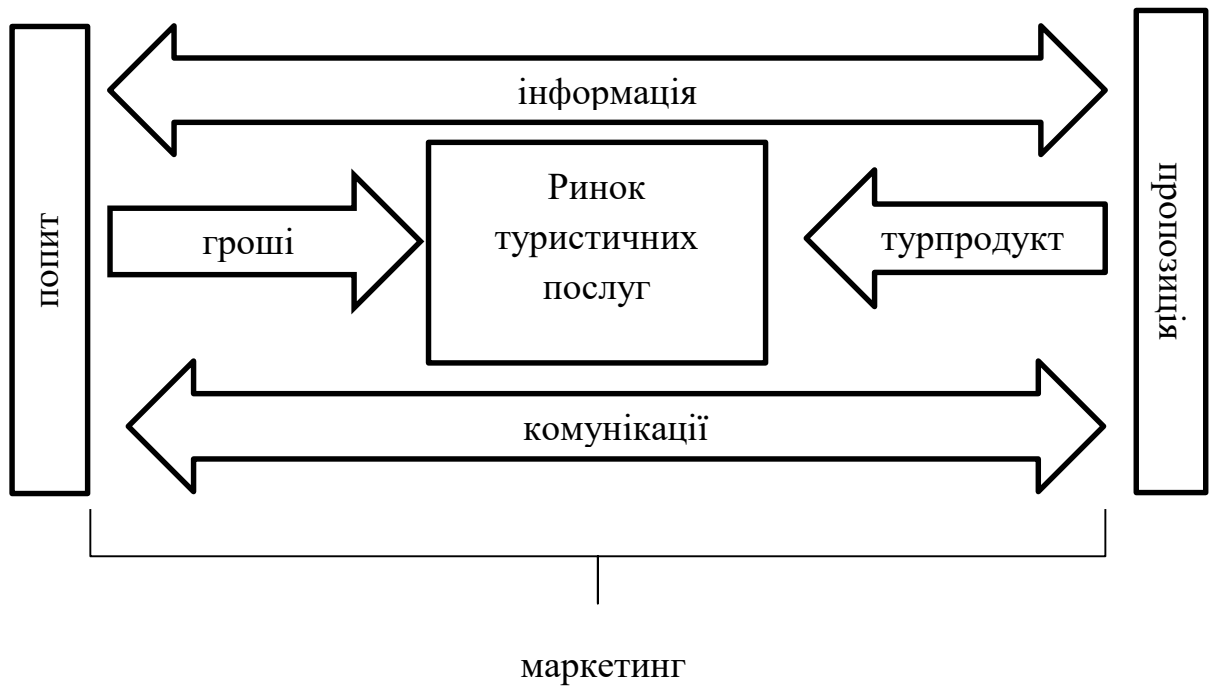 інформація
попит
гроші
Ринок
туристичних
послуг
турпродукт
пропозиція
комунікації
маркетинг